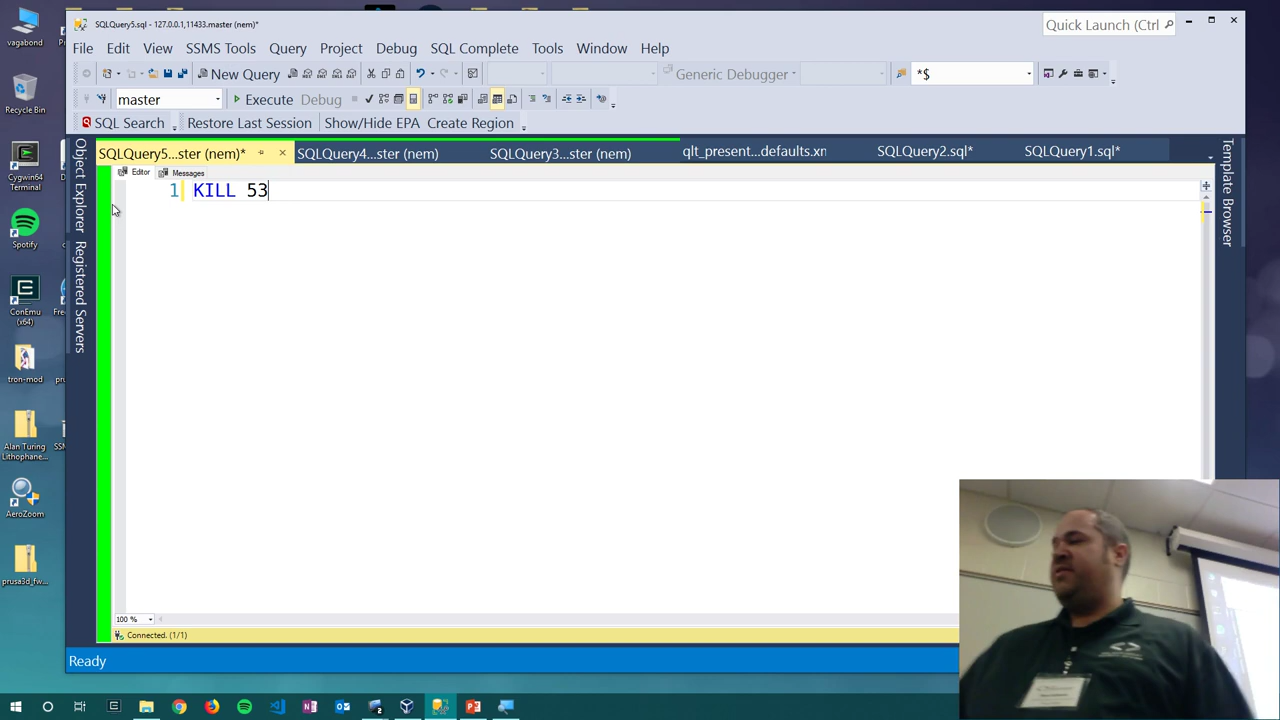 SQLQuery5.sql - 127.0.0.1,11433.master (nem)*
Quick Launch (Ctrl
File Edit View SSMS Tools Query Project Debug SQL Complete Tools Window Help
New Query
Generic Debugger
*$
master
Execute Debug
SQL Search Restore Last Session Show/Hide EPA Create Region
SQLQuery5...ster (nem)* SQLQuery4...ster (nem) SQLQuery3...ster (nem) qlt_present...defaults.xm SQLQuery2.sql* SQLQuery1.sql*
Editor Messages
1 KILL 53
Object Explorer
Registered Servers
Template Browser
100 %
Connected. (1/1)
Ready
vagabond
Recycle Bin
Cygwin64 Terminal
Spotify
ConEmu (x64)
tron-mod
Alan Turing Lithophane...
AeroZoom
prusa3d_fw...